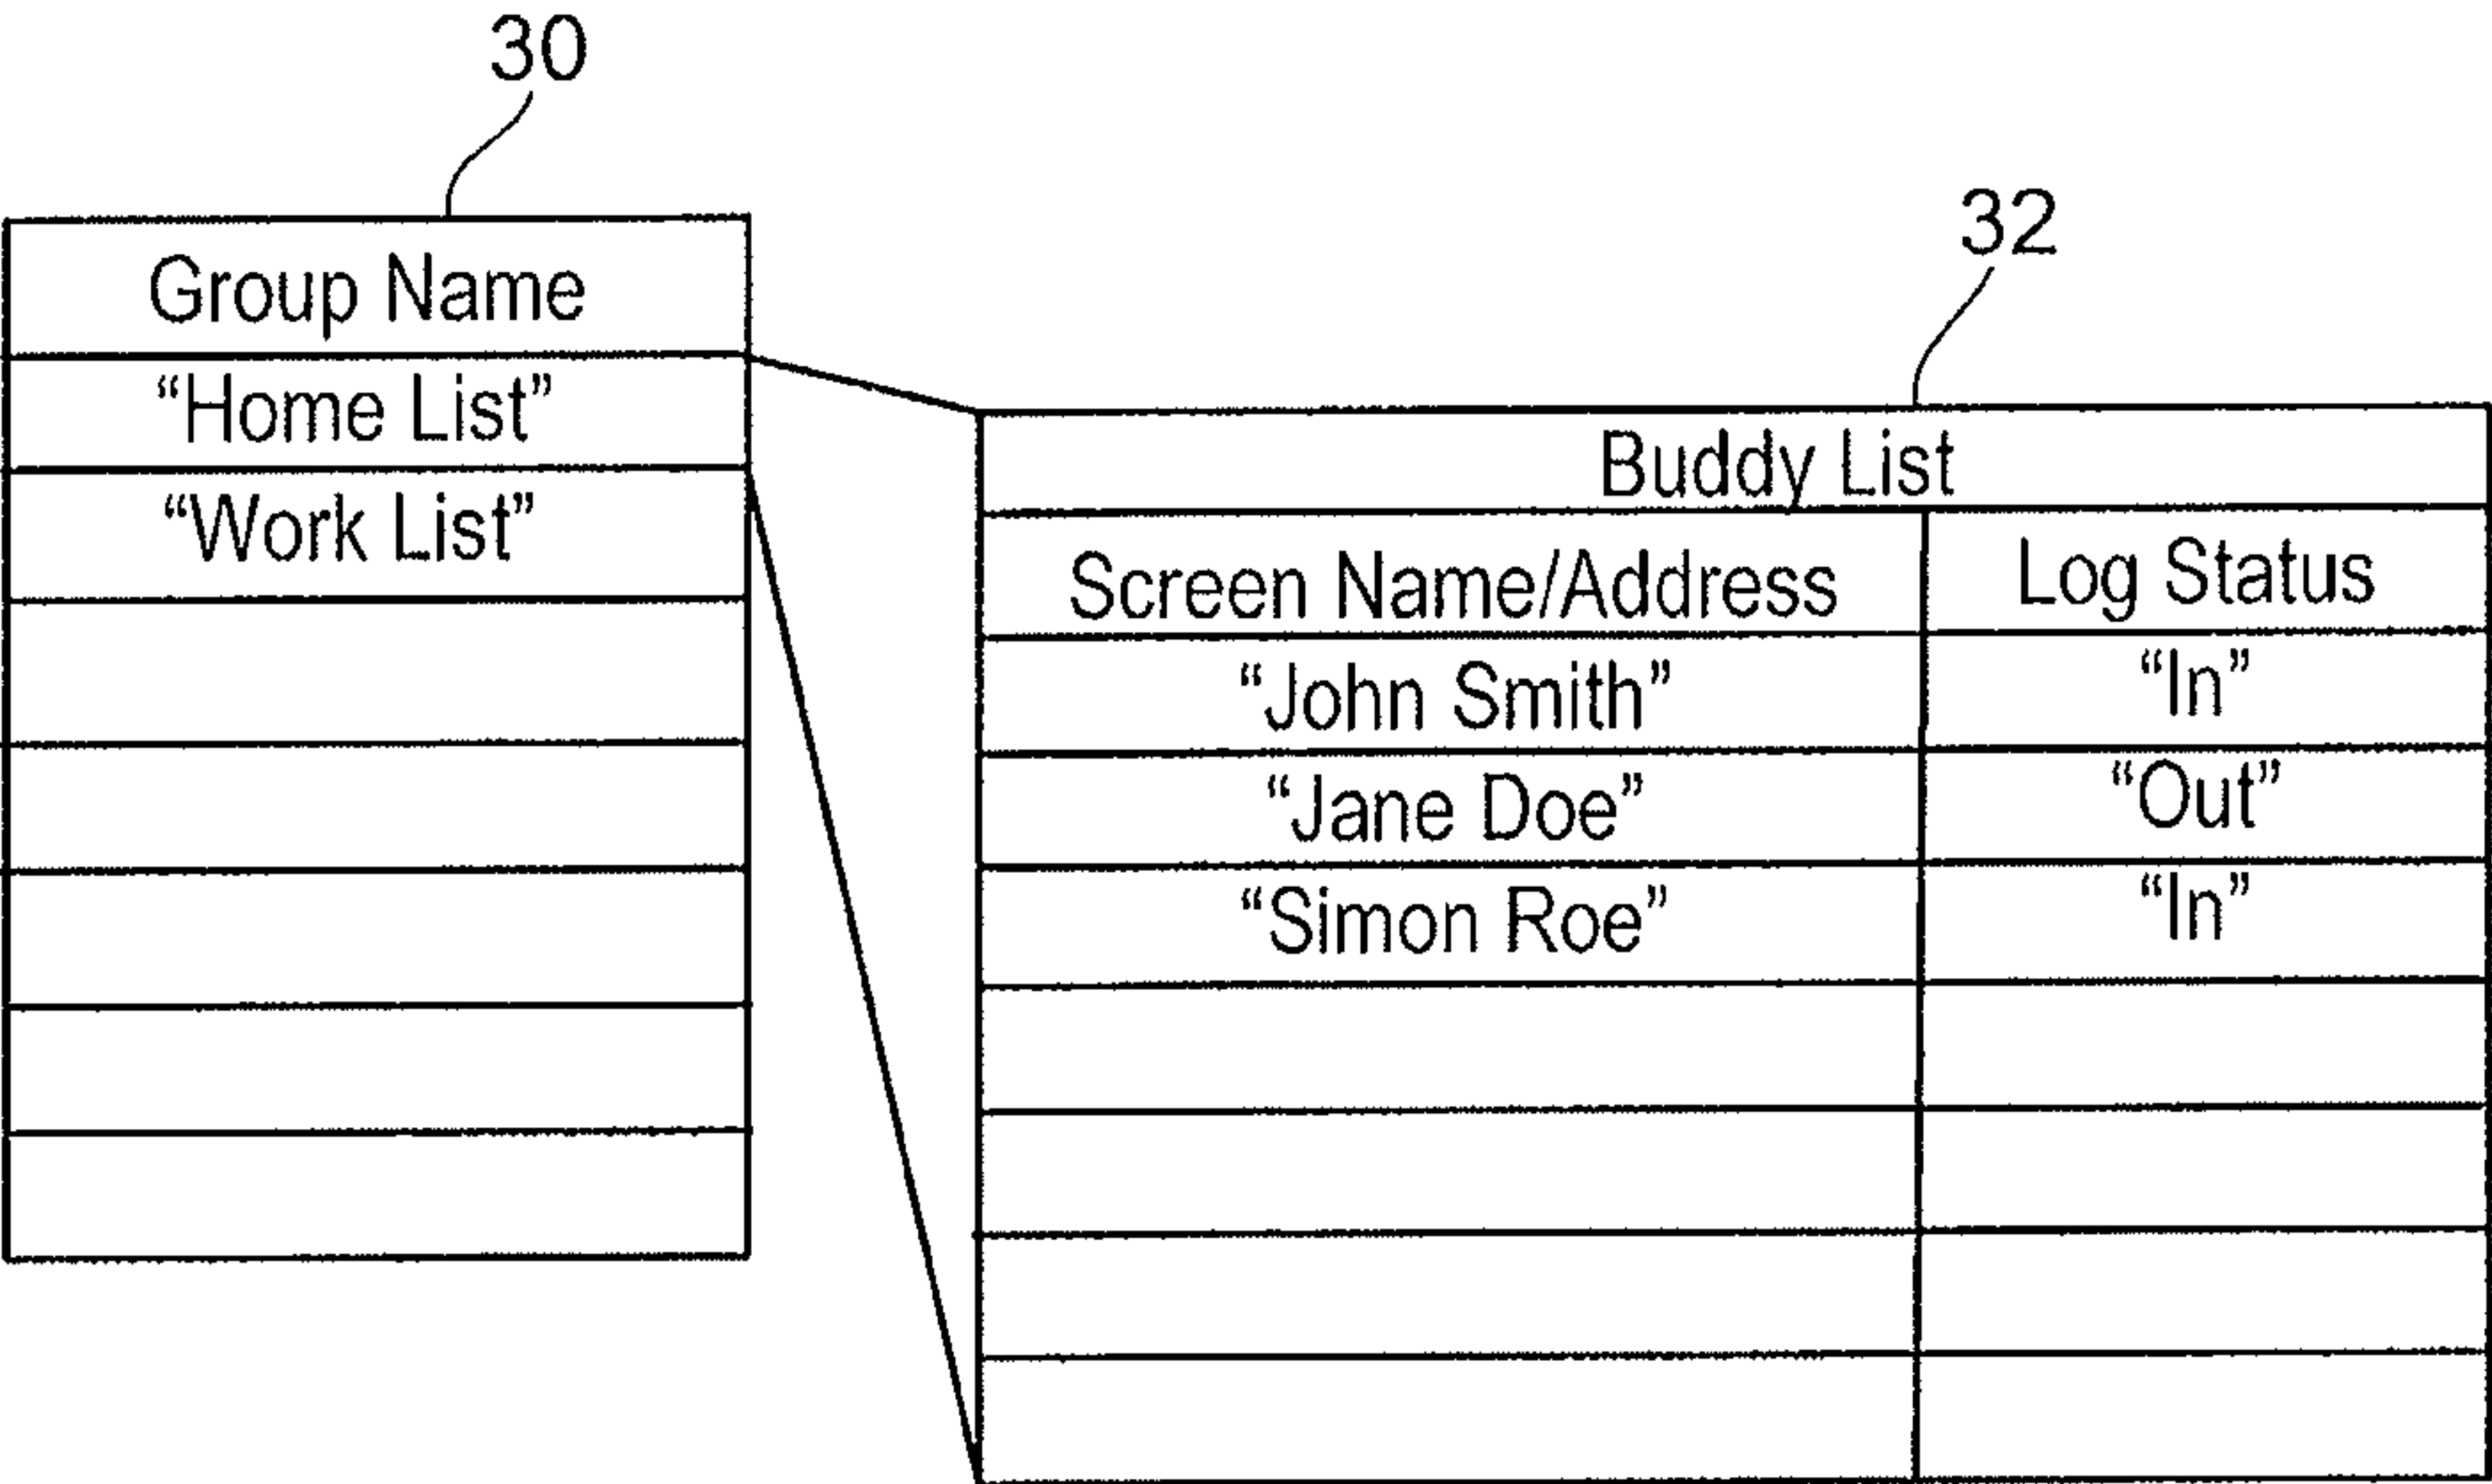 30
Group Name
“Home List”
“Work List”
32
Buddy List
Screen Name/Address Log Status
“John Smith” “In”
“Jane Doe” “Out”
“Simon Roe” “In”